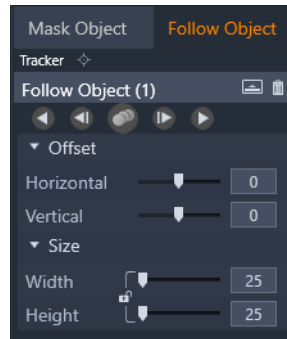 Mask Object Follow Object
Tracker
Follow Object (1)
Offset
Horizontal 0
Vertical 0
Size
Width 25
Height 25